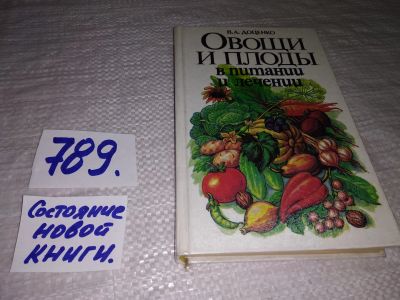 В.А. ДОЦЕНКО
ОВОЩИ
И ПЛОДЫ
в питании
и лечении
789.
Состояние
новой
книги.